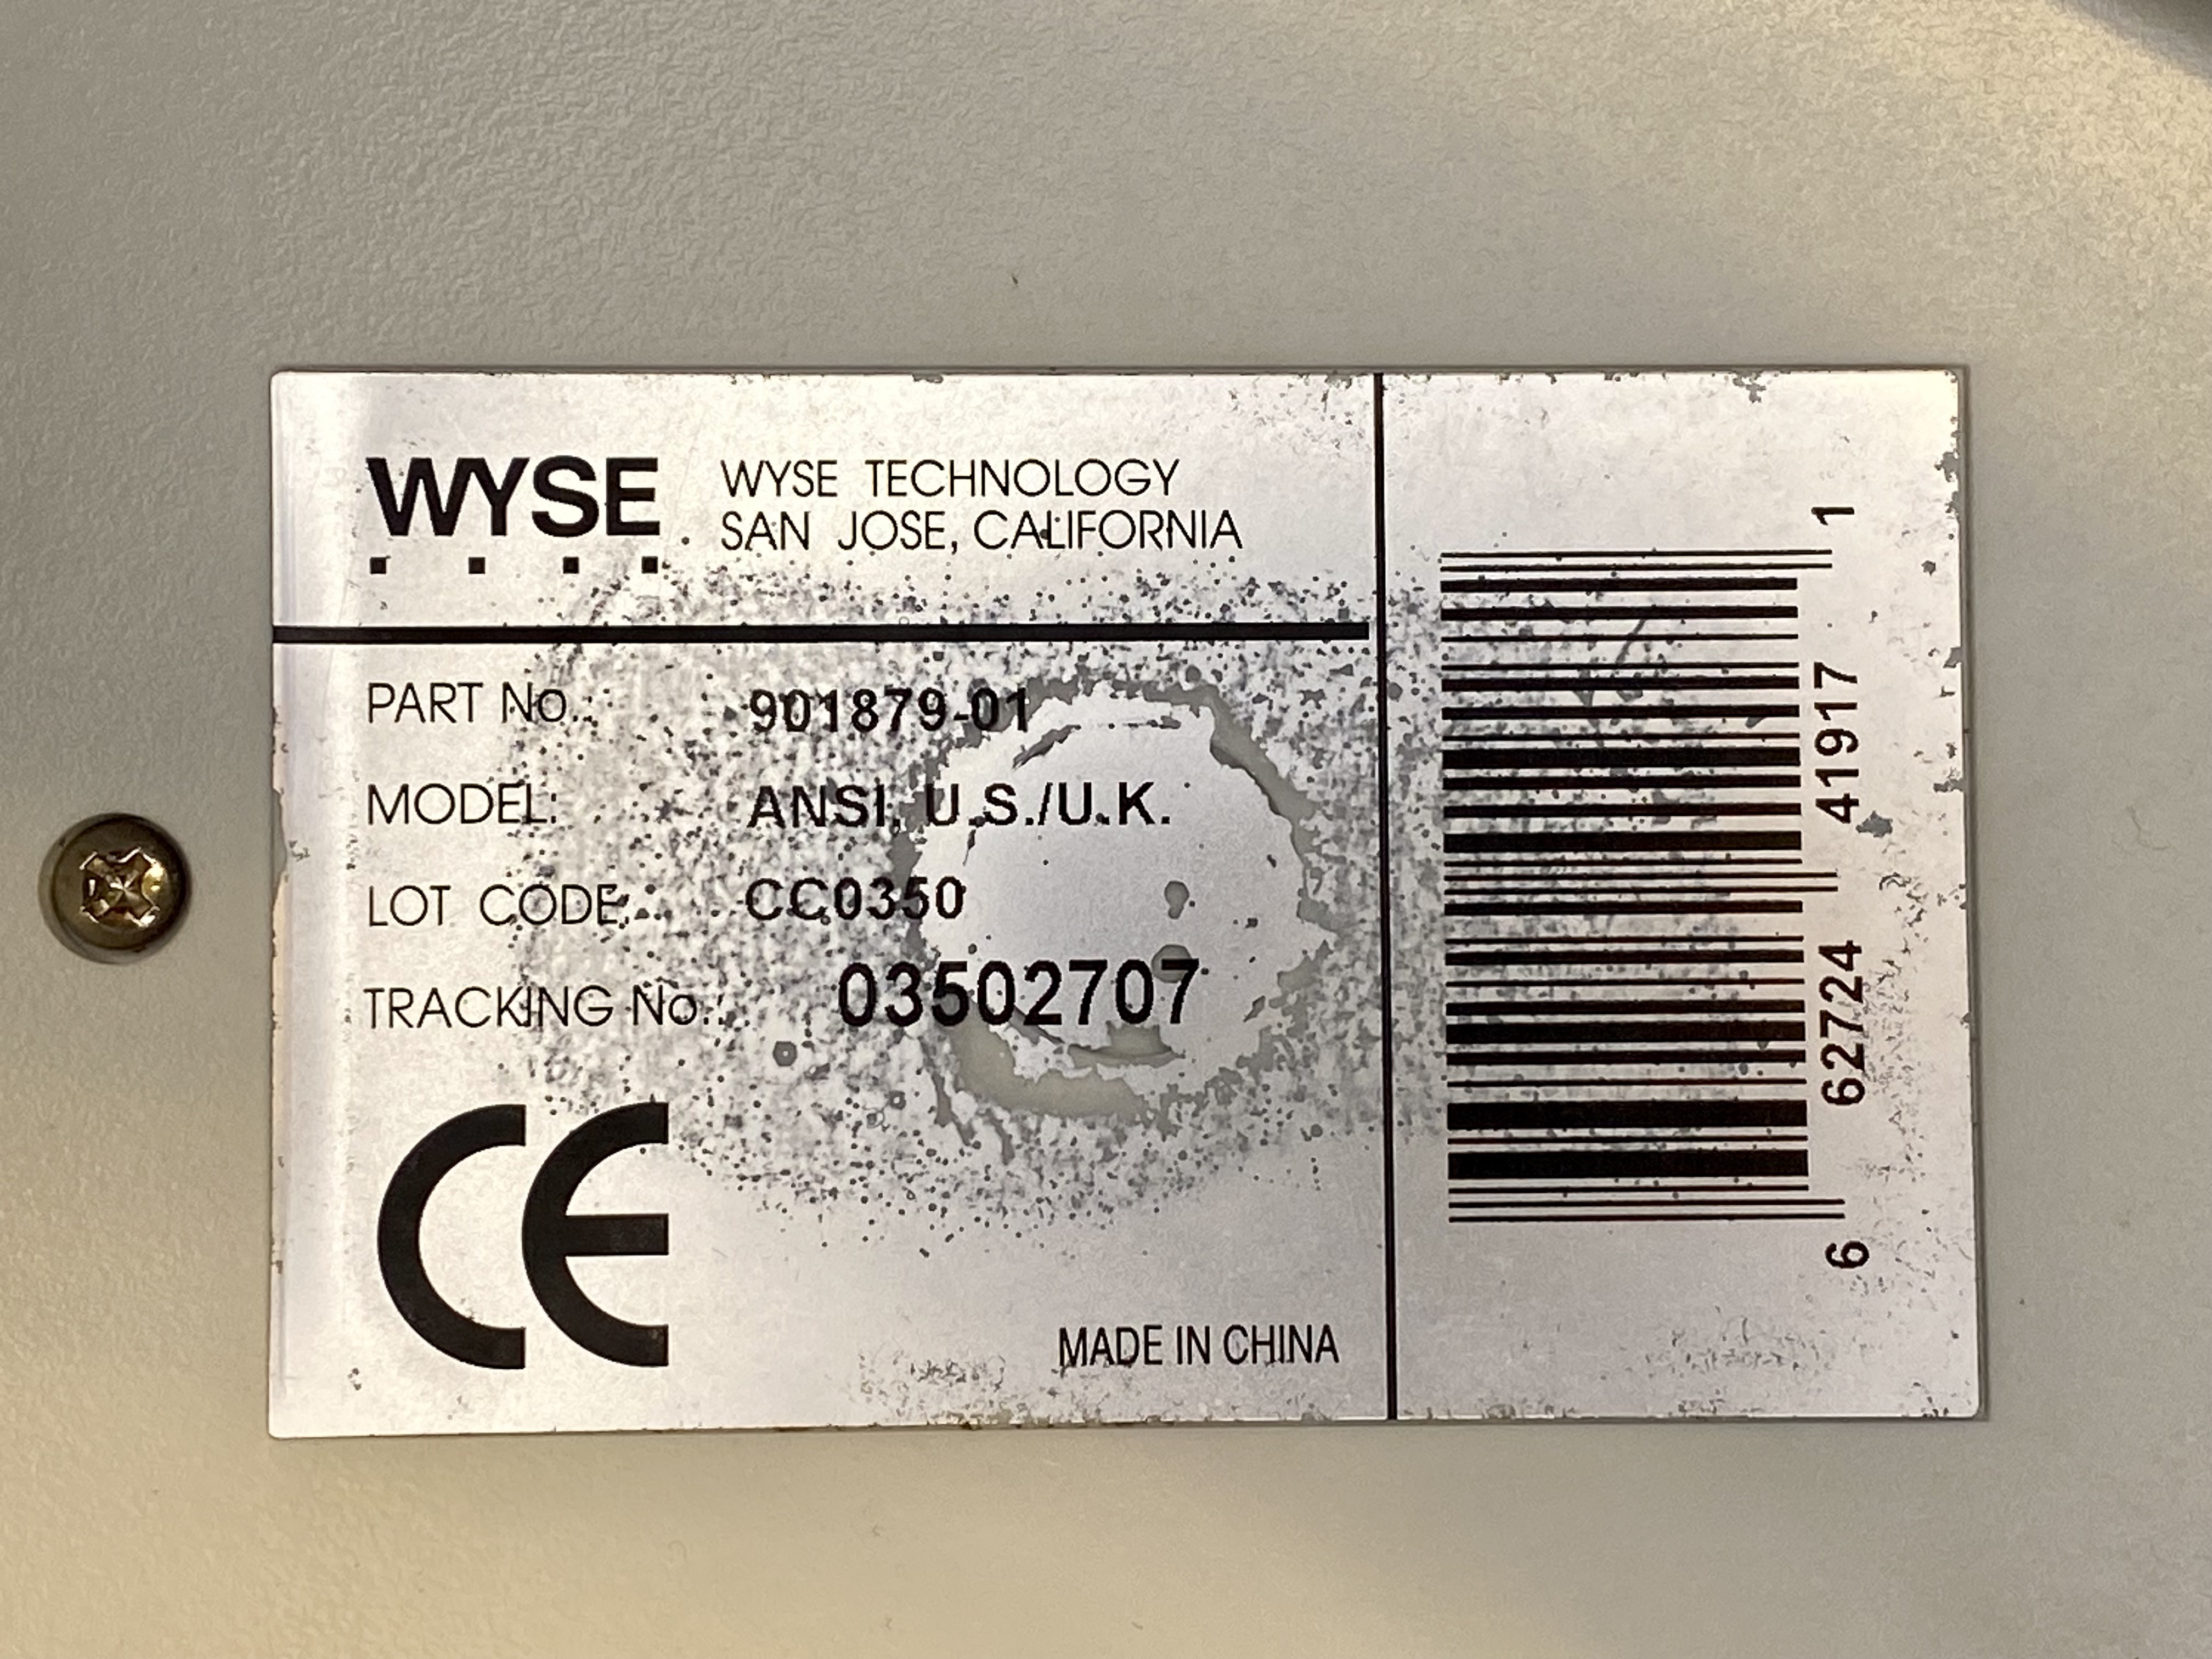 WYSE
WYSE TECHNOLOGY
SAN JOSE, CALIFORNIA
PART No.: 901879-01
MODEL: ANSI, U.S./U.K.
LOT CODE: CC0350
TRACKING No.: 03502707
CE
MADE IN CHINA
6 62724 41917 1